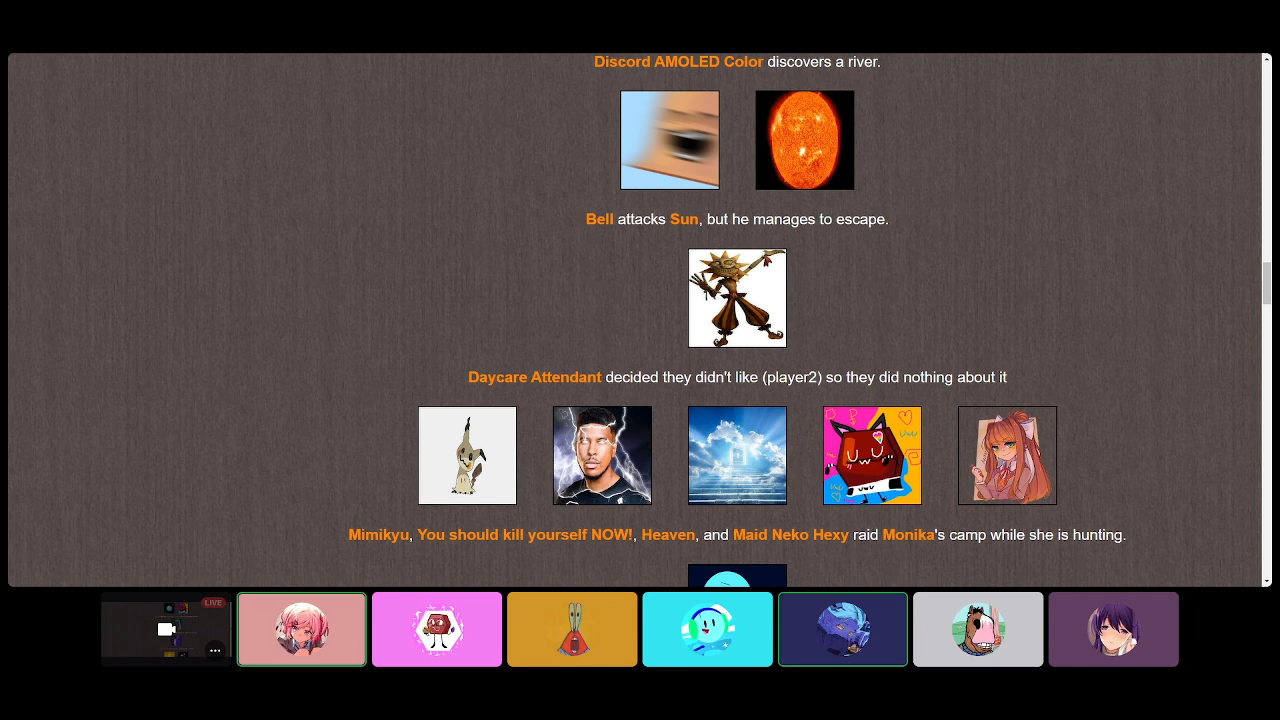 Discord AMOLED Color discovers a river.
Bell attacks Sun, but he manages to escape.
Daycare Attendant decided they didn't like (player2) so they did nothing about it
Mimikyu, You should kill yourself NOW!, Heaven, and Maid Neko Hexy raid Monika's camp while she is hunting.
LIVE